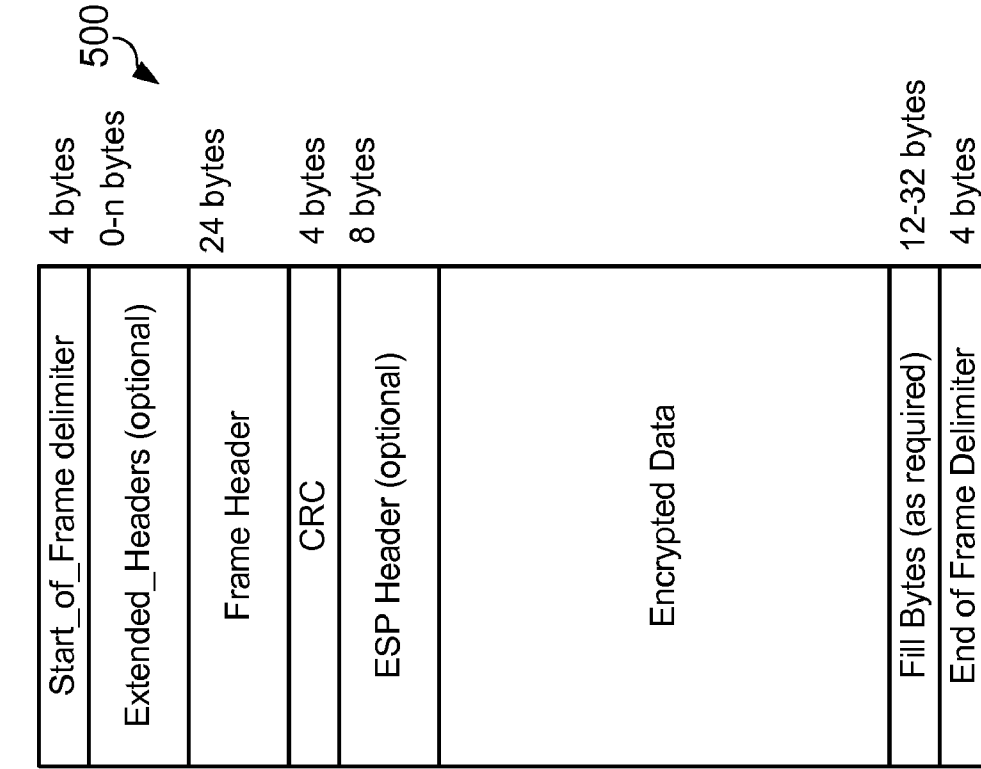 500
Start_of_Frame delimiter 4 bytes
Extended_Headers (optional) 0-n bytes
Frame Header 24 bytes
CRC 4 bytes
ESP Header (optional) 8 bytes
Encrypted Data
Fill Bytes (as required) 12-32 bytes
End of Frame Delimiter 4 bytes